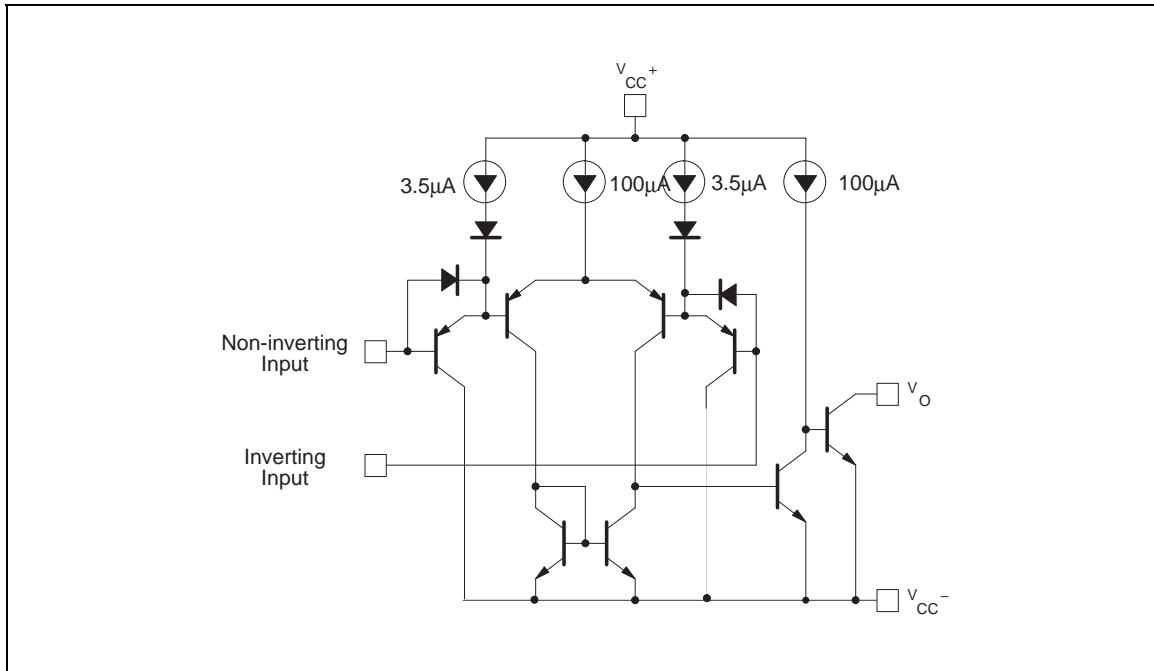 VCC+
3.5μA
100μA
3.5μA
100μA
Non-inverting
Input
VO
Inverting
Input
VCC−